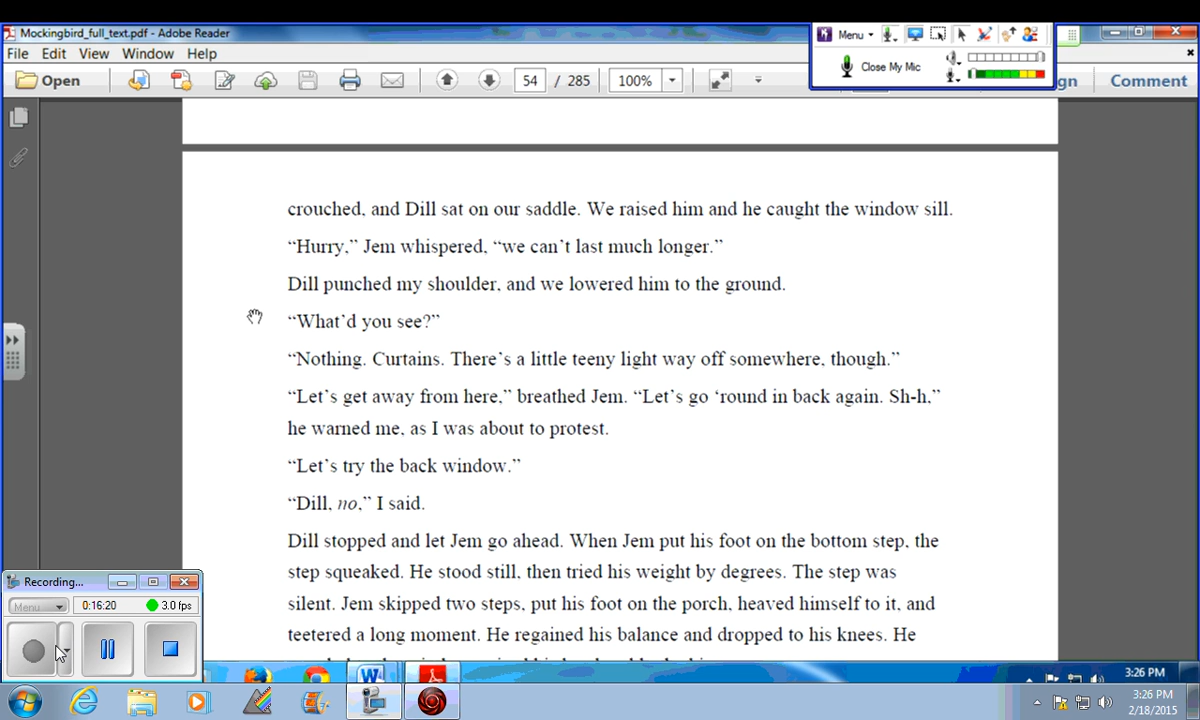 Mockingbird_full_text.pdf - Adobe Reader
Menu
File Edit View Window Help
Close My Mic
Open
54 / 285
100%
gn
Comment
crouched, and Dill sat on our saddle. We raised him and he caught the window sill.
“Hurry,” Jem whispered, “we can’t last much longer.”
Dill punched my shoulder, and we lowered him to the ground.
“What’d you see?”
“Nothing. Curtains. There’s a little teeny light way off somewhere, though.”
“Let’s get away from here,” breathed Jem. “Let’s go ‘round in back again. Sh-h,”
he warned me, as I was about to protest.
“Let’s try the back window.”
“Dill, no,” I said.
Dill stopped and let Jem go ahead. When Jem put his foot on the bottom step, the
step squeaked. He stood still, then tried his weight by degrees. The step was
silent. Jem skipped two steps, put his foot on the porch, heaved himself to it, and
teetered a long moment. He regained his balance and dropped to his knees. He
Recording...
Menu
0:16:20
3.0 fps
3:26 PM
3:26 PM
2/18/2015